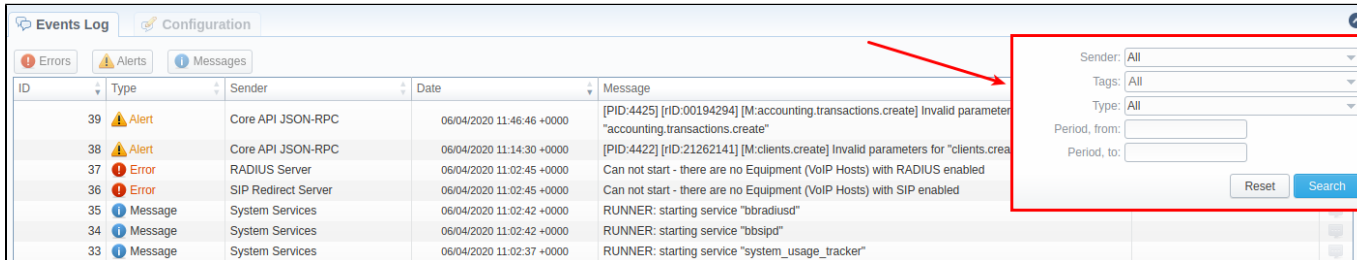 Events Log Configuration
Errors Alerts Messages
Sender: All
Tags: All
Type: All
Period, from:
Period, to:
Reset Search
ID Type Sender Date Message
39 Alert Core API JSON-RPC 06/04/2020 11:46:46 +0000 [PID:4425] [rID:00194294] [M:accounting.transactions.create] Invalid parameter
"accounting.transactions.create"
38 Alert Core API JSON-RPC 06/04/2020 11:14:30 +0000 [PID:4422] [rID:21262141] [M:clients.create] Invalid parameters for "clients.crea
37 Error RADIUS Server 06/04/2020 11:02:45 +0000 Can not start - there are no Equipment (VoIP Hosts) with RADIUS enabled
36 Error SIP Redirect Server 06/04/2020 11:02:45 +0000 Can not start - there are no Equipment (VoIP Hosts) with SIP enabled
35 Message System Services 06/04/2020 11:02:42 +0000 RUNNER: starting service "bbradiusd"
34 Message System Services 06/04/2020 11:02:42 +0000 RUNNER: starting service "bbsipd"
33 Message System Services 06/04/2020 11:02:37 +0000 RUNNER: starting service "system_usage_tracker"